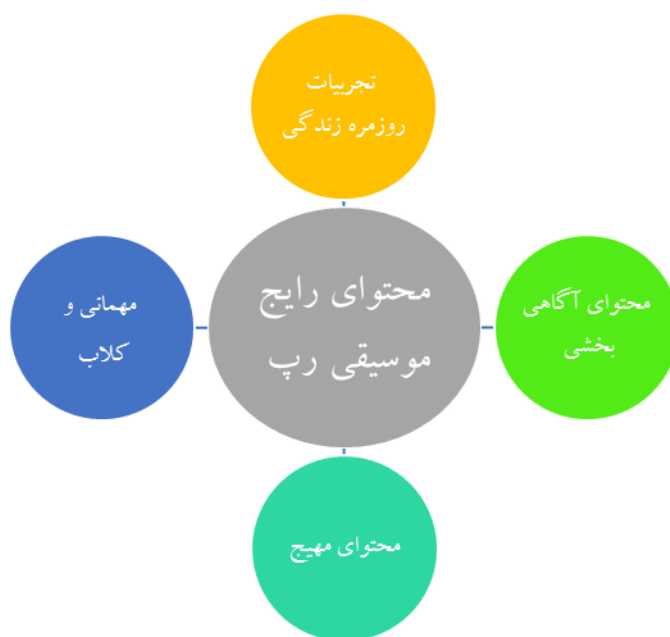 تجربیات
روزمره زندگی
محتوای رایج
موسیقی رپ
محتوای آگاهی
بخشی
مهمانی و
کلاب
محتوای مهیج